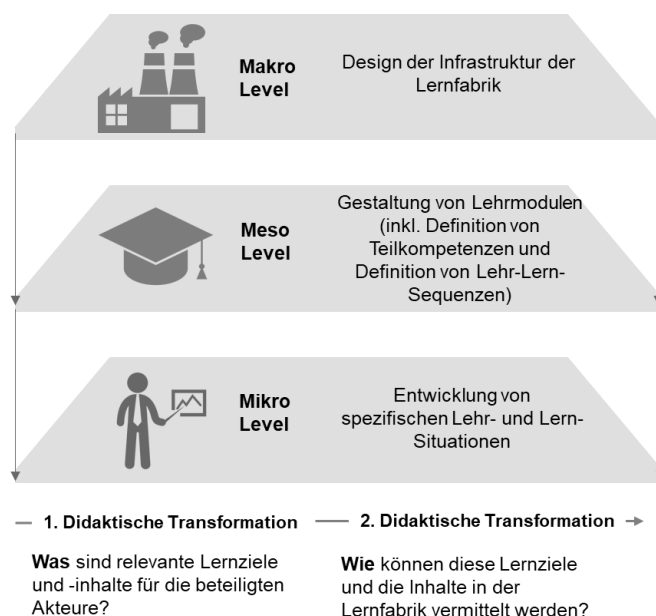 Makro
Level
Design der Infrastruktur der
Lernfabrik
Meso
Level
Gestaltung von Lehrmodulen
(inkl. Definition von
Teilkompetenzen und
Definition von Lehr-Lern-
Sequenzen)
Mikro
Level
Entwicklung von
spezifischen Lehr- und Lern-
Situationen
1. Didaktische Transformation
2. Didaktische Transformation
Was sind relevante Lernziele
und -inhalte für die beteiligten
Akteure?
Wie können diese Lernziele
und die Inhalte in der
Lernfabrik vermittelt werden?